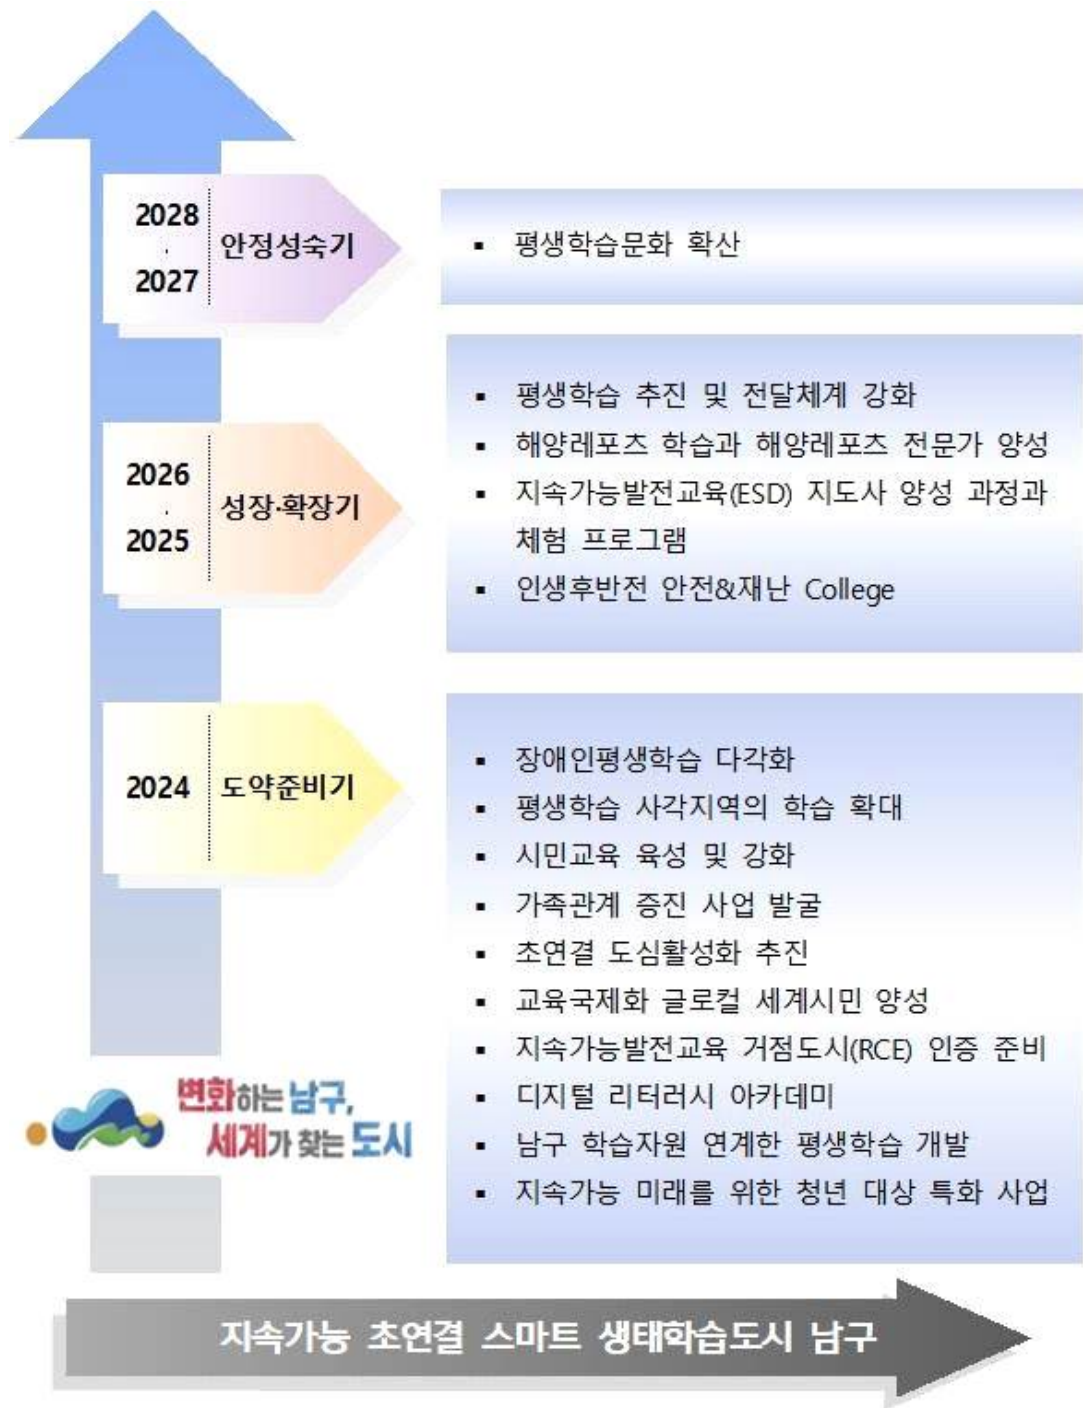 2028
·
2027
안정성숙기
▪ 평생학습문화 확산
2026
·
2025
성장·확장기
▪ 평생학습 추진 및 전달체계 강화
▪ 해양레포츠 학습과 해양레포츠 전문가 양성
▪ 지속가능발전교육(ESD) 지도사 양성 과정과
체험 프로그램
▪ 인생후반전 안전&재난 College
2024
도약준비기
▪ 장애인평생학습 다각화
▪ 평생학습 사각지역의 학습 확대
▪ 시민교육 육성 및 강화
▪ 가족관계 증진 사업 발굴
▪ 초연결 도심활성화 추진
▪ 교육국제화 글로컬 세계시민 양성
▪ 지속가능발전교육 거점도시(RCE) 인증 준비
▪ 디지털 리터러시 아카데미
▪ 남구 학습자원 연계한 평생학습 개발
▪ 지속가능 미래를 위한 청년 대상 특화 사업
변화하는 남구,
세계가 찾는 도시
지속가능 초연결 스마트 생태학습도시 남구